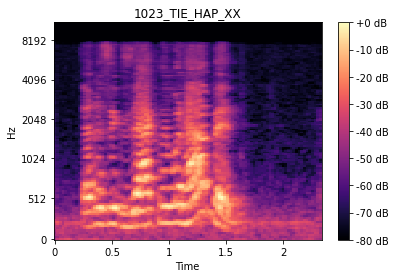 1023_TIE_HAP_XX
+0 dB
8192
-10 dB
4096
-20 dB
-30 dB
2048
Hz
-40 dB
1024
-50 dB
512
-60 dB
-70 dB
0
-80 dB
0
0.5
1
1.5
2
Time